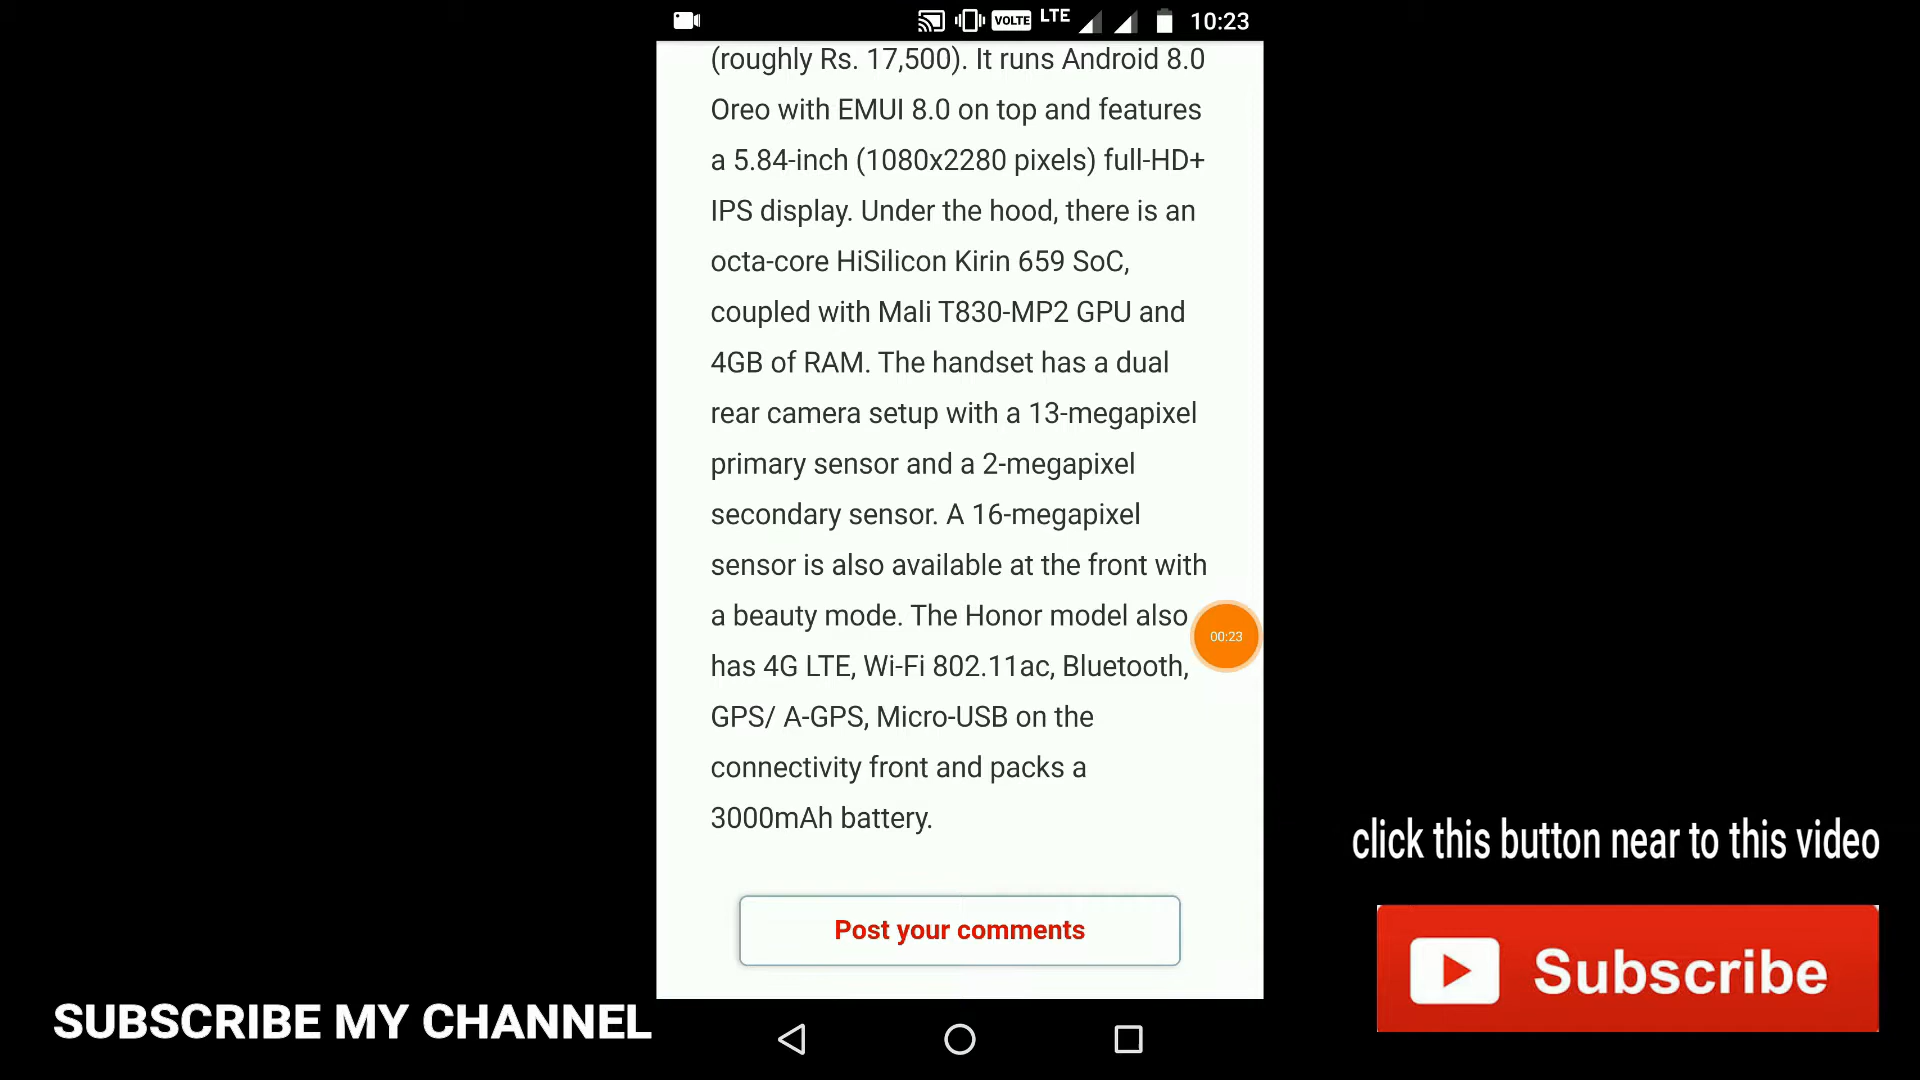 VOLTE LTE 10:23
(roughly Rs. 17,500). It runs Android 8.0
Oreo with EMUI 8.0 on top and features
a 5.84-inch (1080x2280 pixels) full-HD+
IPS display. Under the hood, there is an
octa-core HiSilicon Kirin 659 SoC,
coupled with Mali T830-MP2 GPU and
4GB of RAM. The handset has a dual
rear camera setup with a 13-megapixel
primary sensor and a 2-megapixel
secondary sensor. A 16-megapixel
sensor is also available at the front with
a beauty mode. The Honor model also
00:23
has 4G LTE, Wi-Fi 802.11ac, Bluetooth,
GPS/ A-GPS, Micro-USB on the
connectivity front and packs a
3000mAh battery.
Post your comments
click this button near to this video
Subscribe
SUBSCRIBE MY CHANNEL